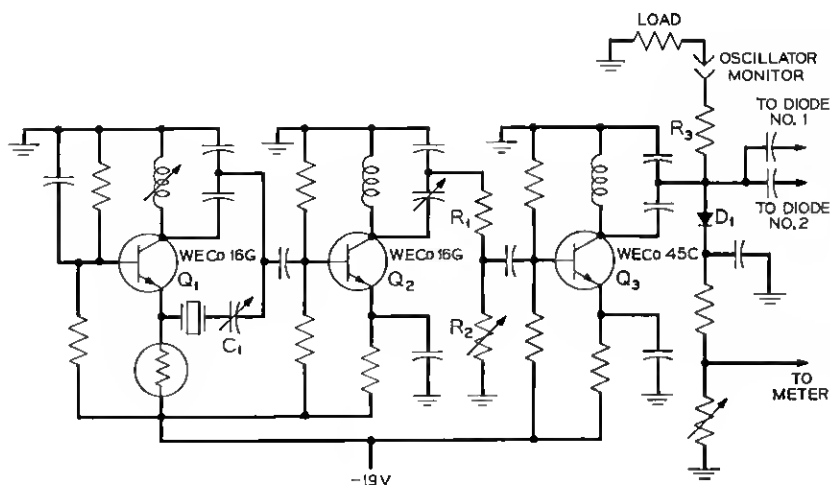 LOAD
OSCILLATOR
MONITOR
TO DIODE
NO. 1
R3
TO DIODE
NO. 2
D1
WECo 16G
Q1
C1
WECo 16G
Q2
R1
R2
WECo 45C
Q3
TO
METER
-19V